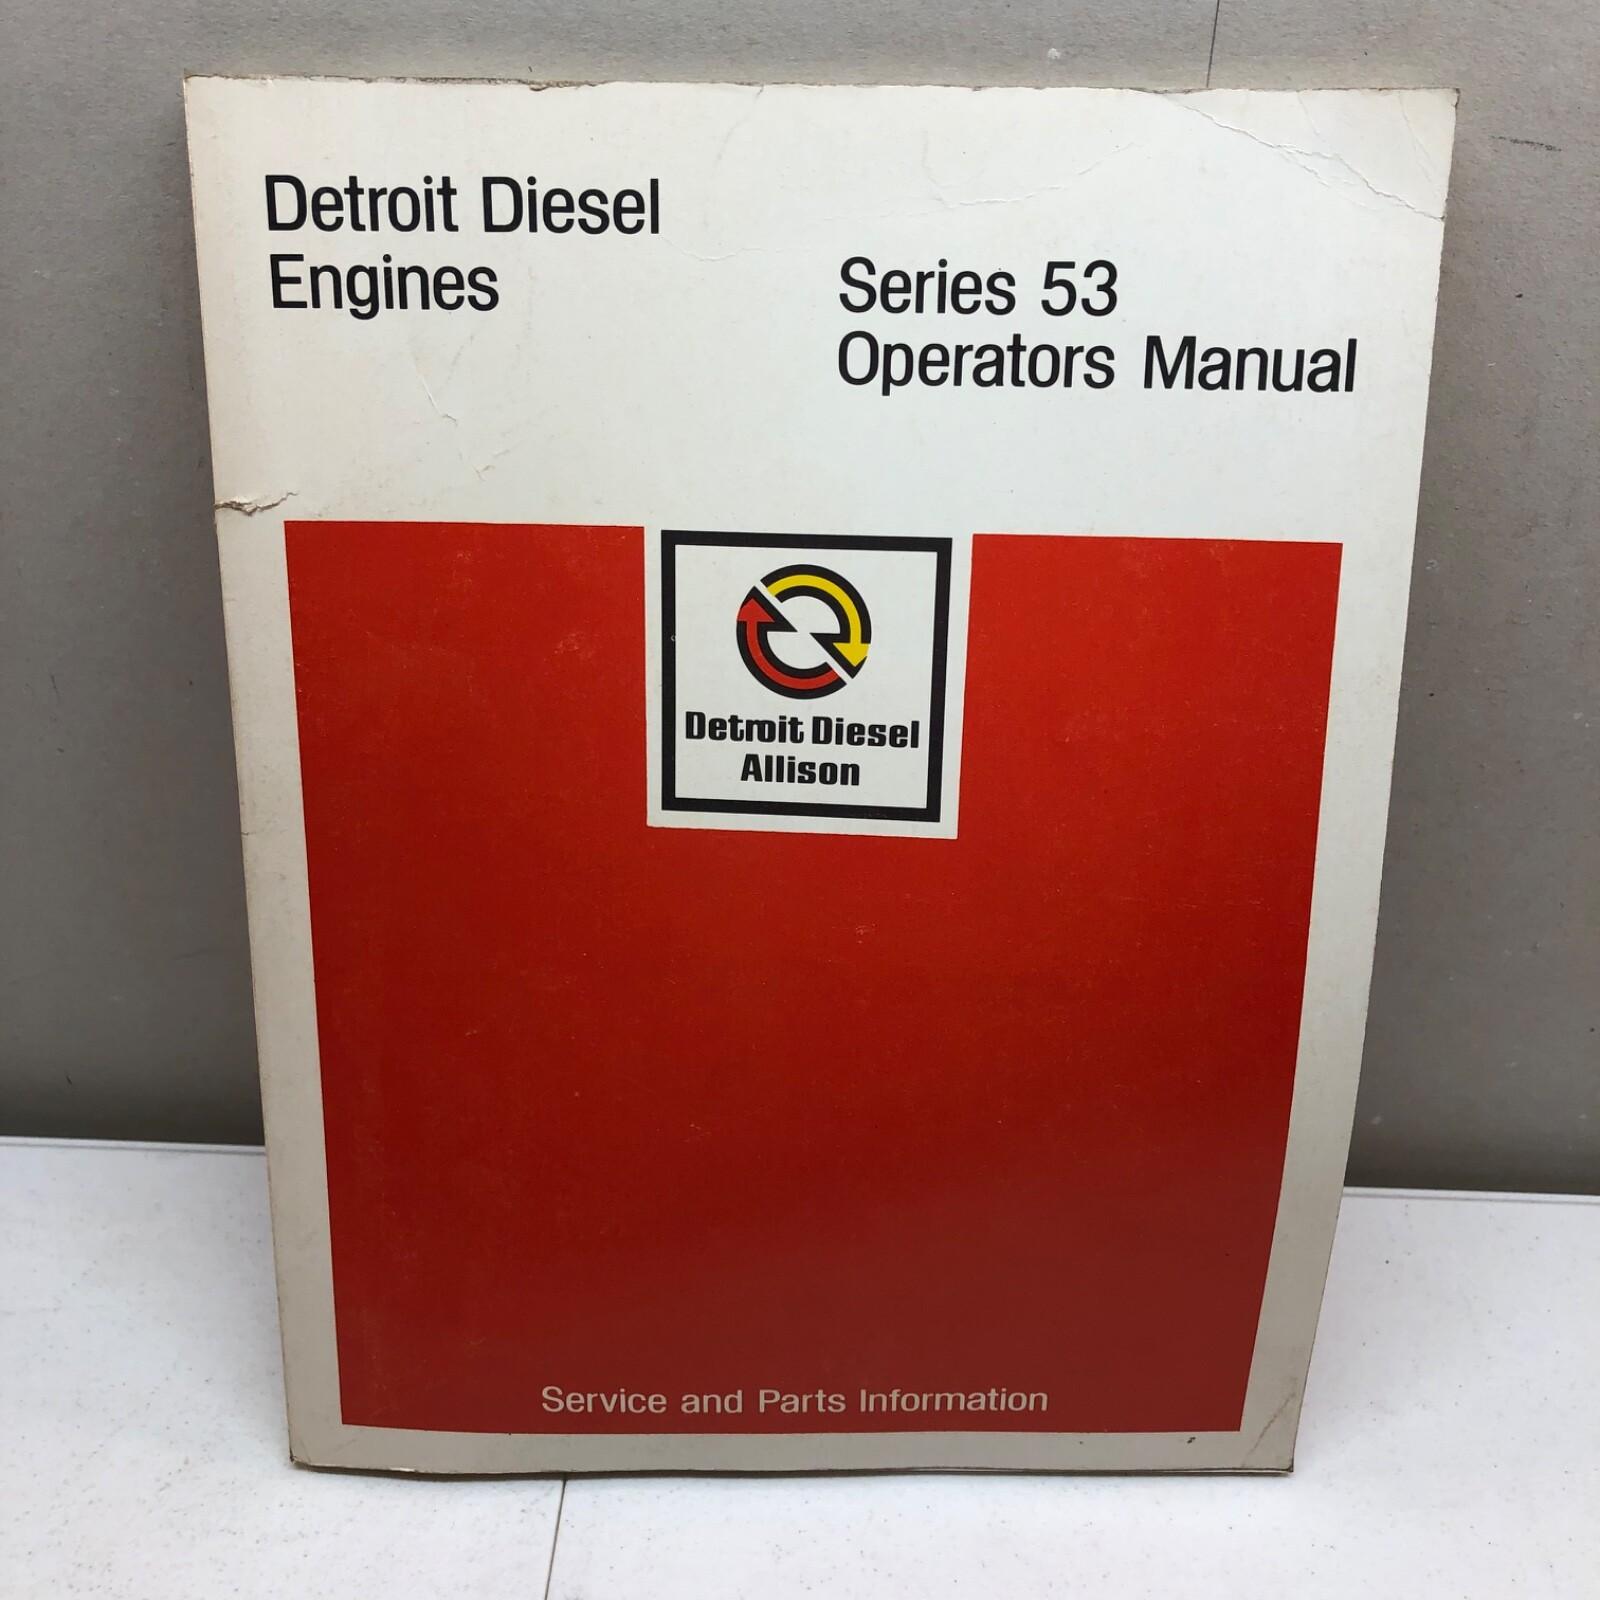 Detroit Diesel
Engines
Series 53
Operators Manual
Detroit Diesel
Allison
Service and Parts Information